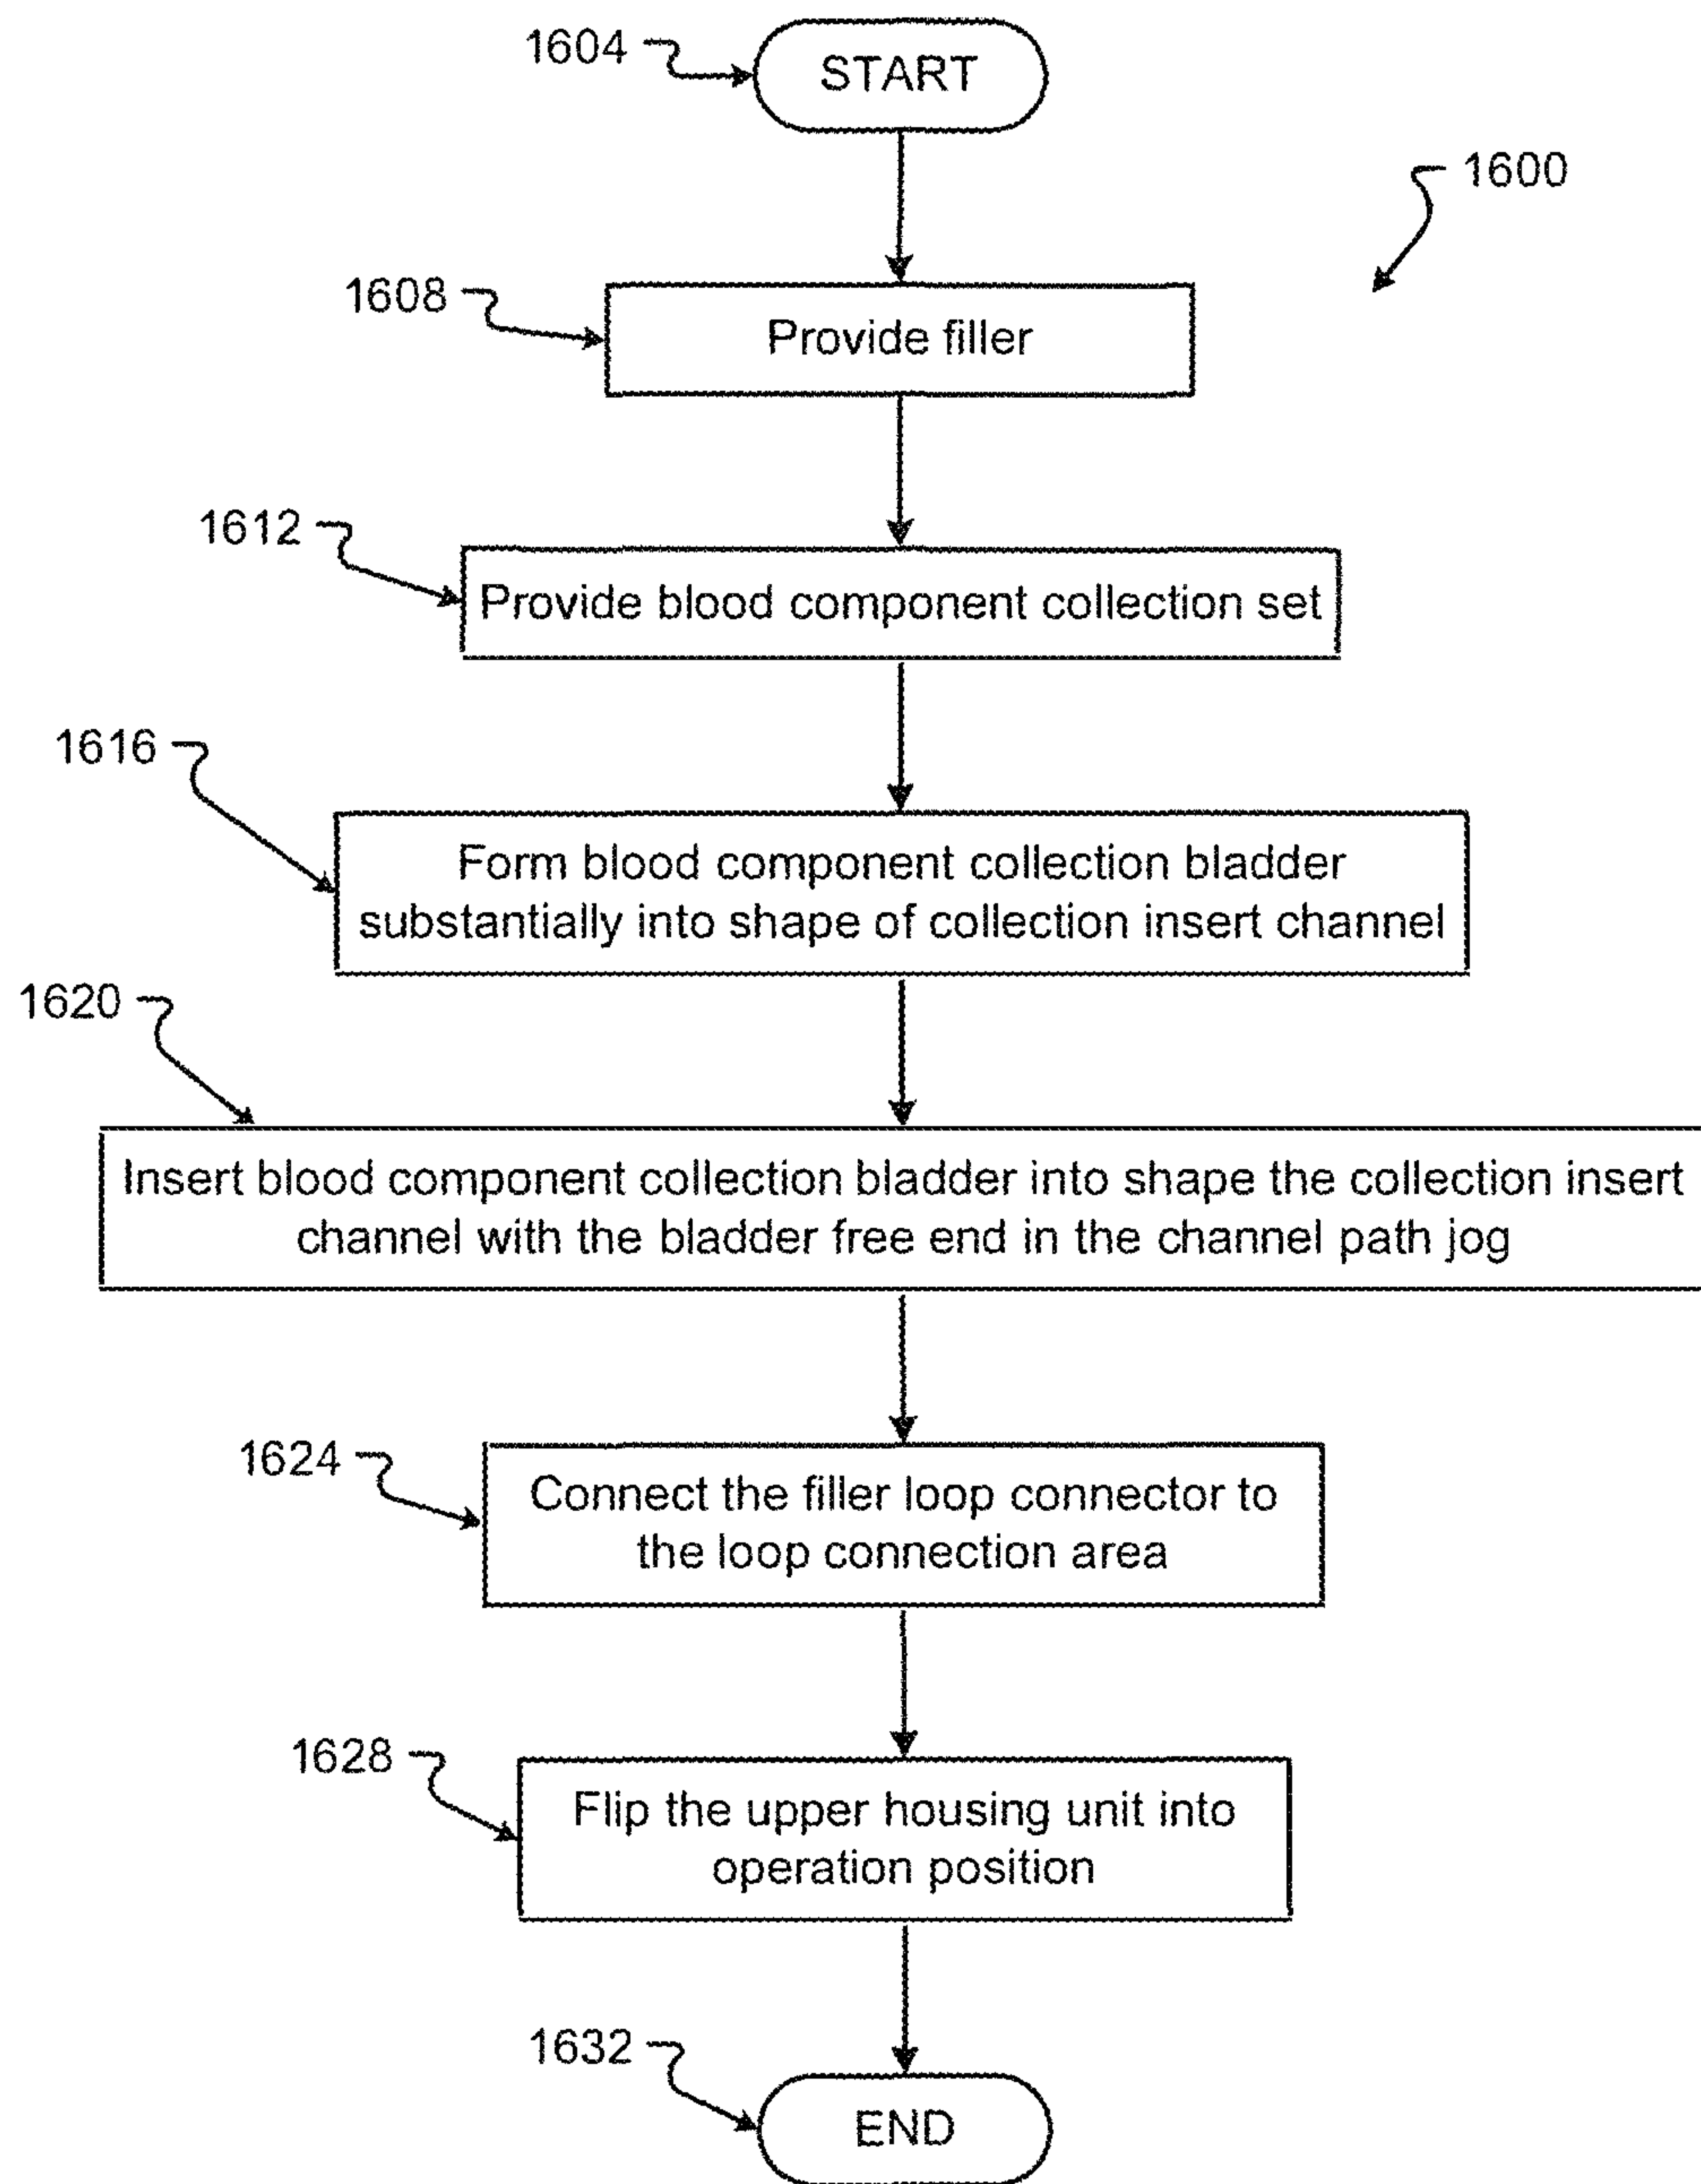 1604
START
1600
1608
Provide filler
1612
Provide blood component collection set
1616
Form blood component collection bladder
substantially into shape of collection insert channel
1620
Insert blood component collection bladder into shape the collection insert
channel with the bladder free end in the channel path jog
1624
Connect the filler loop connector to
the loop connection area
1628
Flip the upper housing unit into
operation position
1632
END